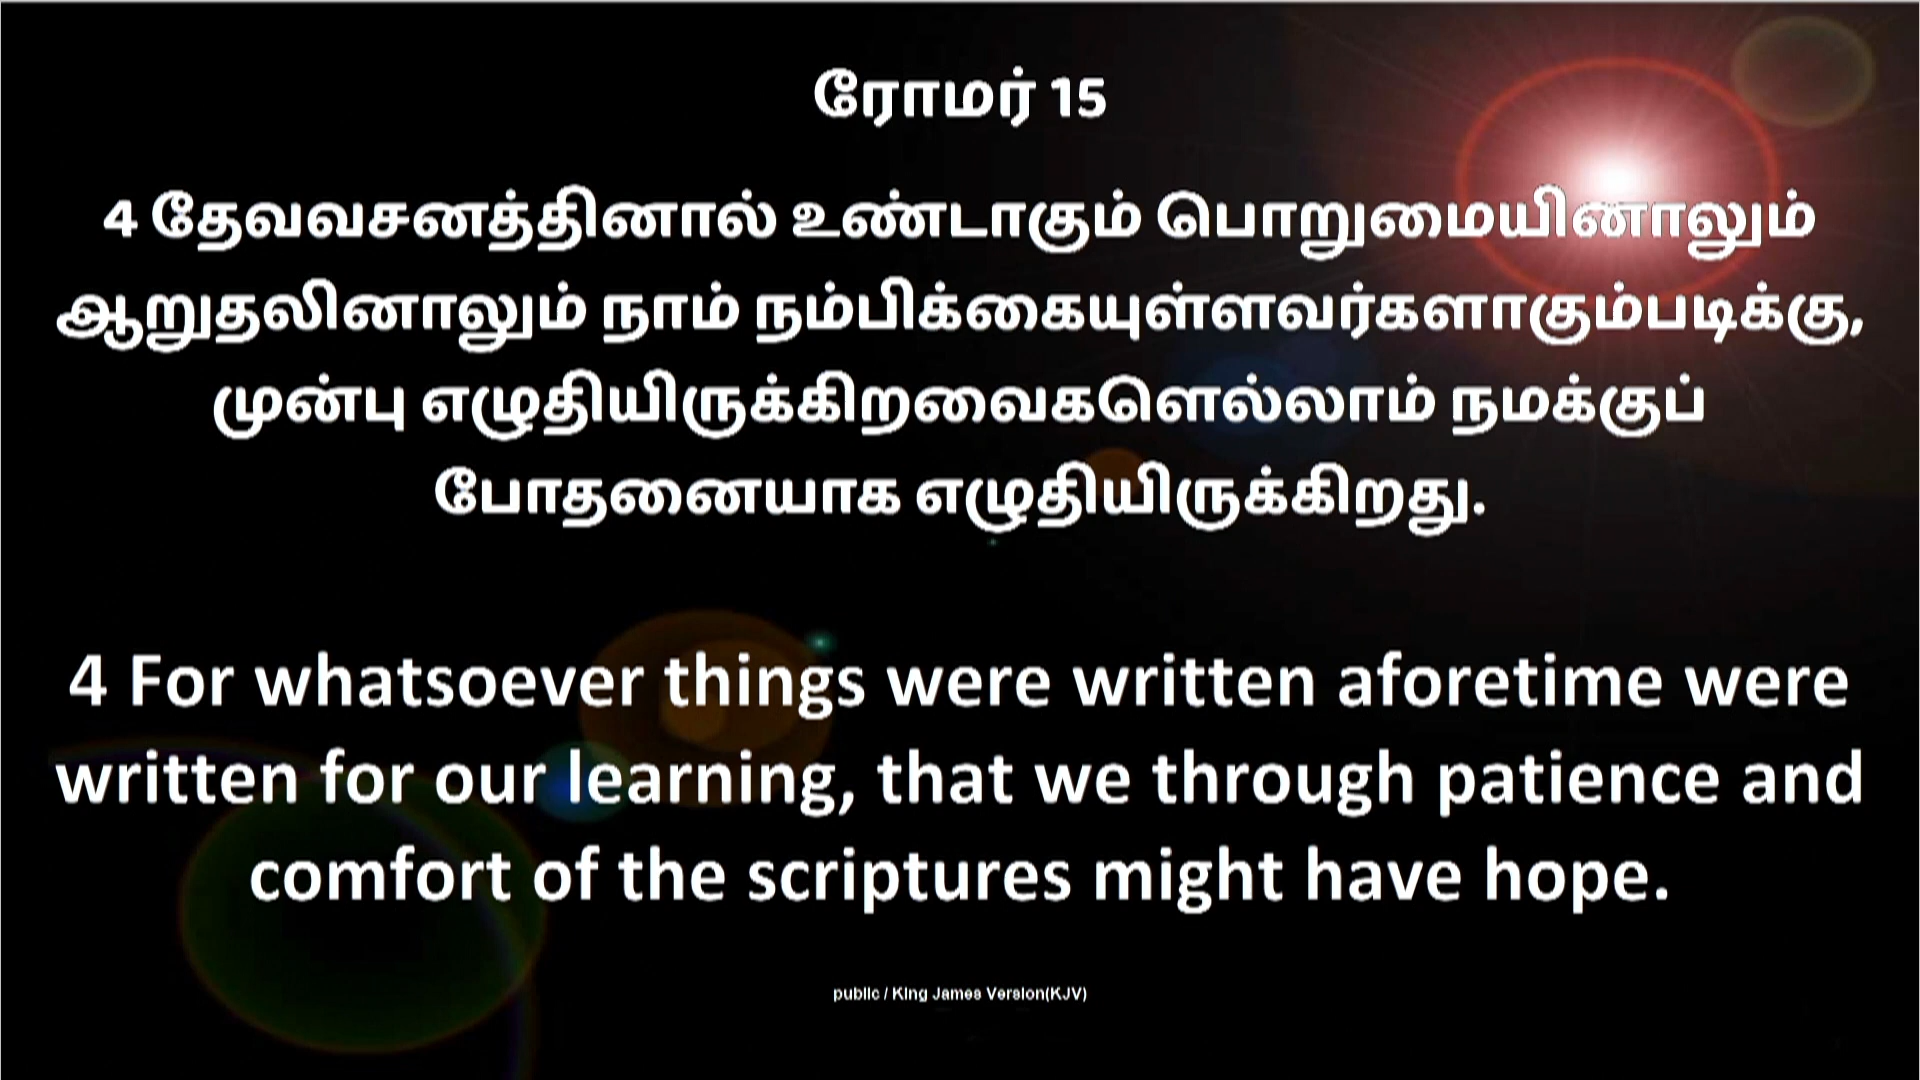 ரோமர் 15
4 தேவவசனத்தினால் உண்டாகும் பொறுமையினாலும்
ஆறுதலினாலும் நாம் நம்பிக்கையுள்ளவர்களாகும்படிக்கு,
முன்பு எழுதியிருக்கிறவைகளெல்லாம் நமக்குப்
போதனையாக எழுதியிருக்கிறது.
4 For whatsoever things were written aforetime were
written for our learning, that we through patience and
comfort of the scriptures might have hope.
public / King James Version(KJV)